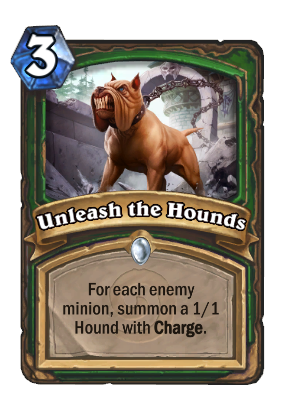 3
Unleash the Hounds
For each enemy
minion, summon a 1/1
Hound with Charge.